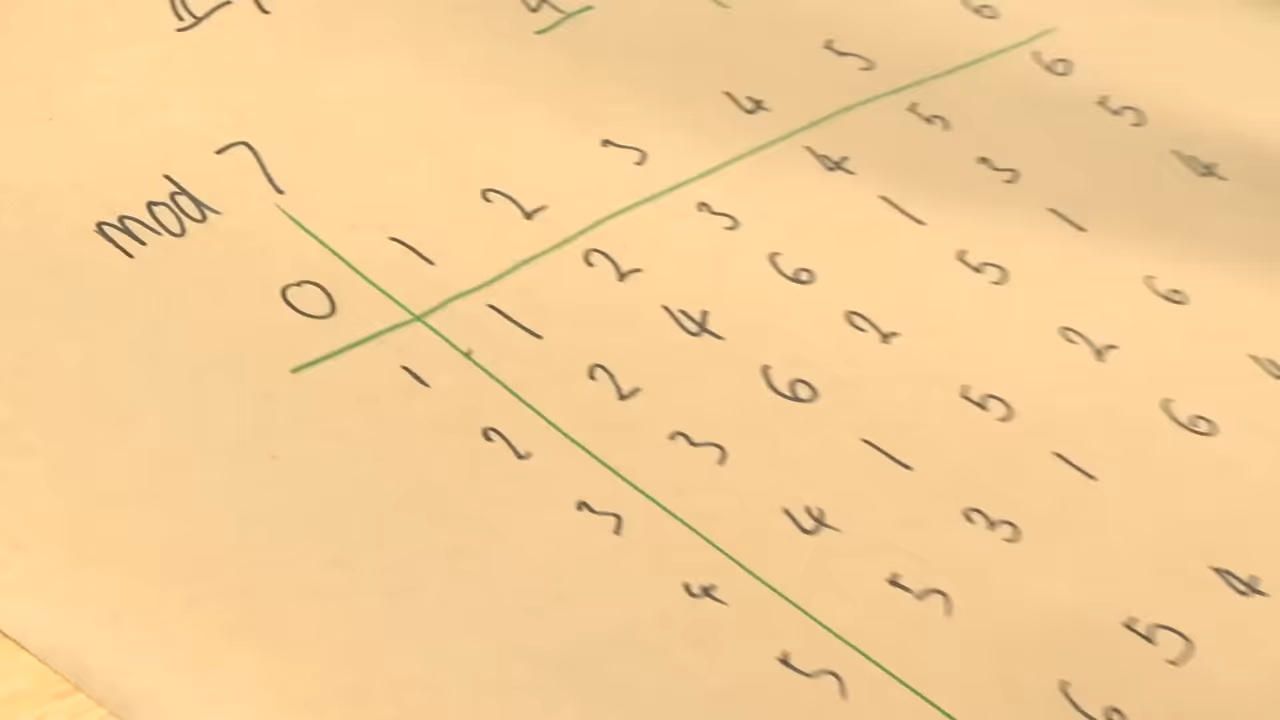 mod 7
0 1 2 3 4 5 6
1 1 2 3 4 5 6
2 2 4 6 1 3 5
3 3 6 2 5 1 4
4 4 1 5 2 6
5 5 3 1 6
6 5 4